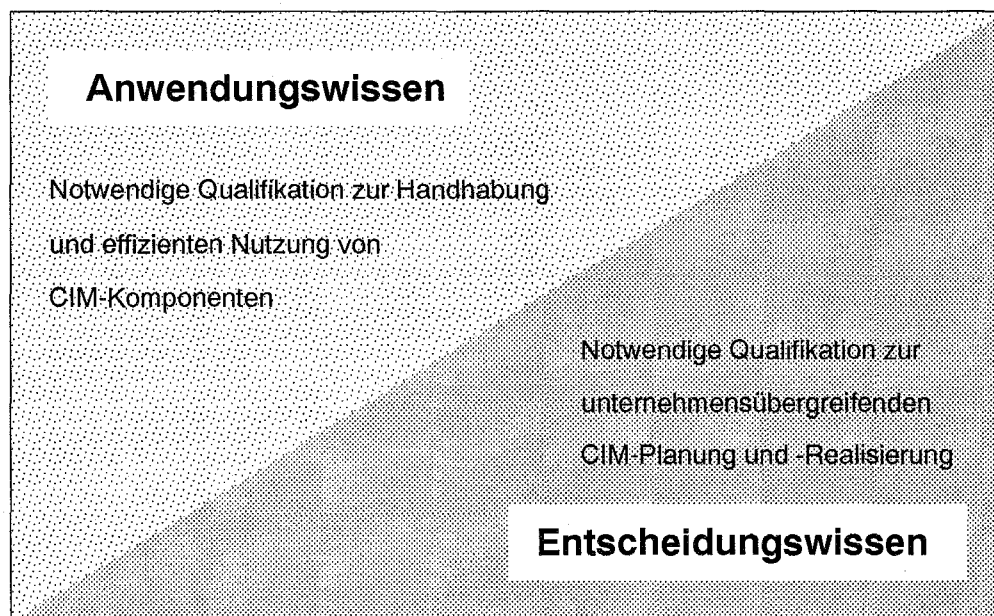 Anwendungswissen
Notwendige Qualifikation zur Handhabung
und effizienten Nutzung von
CIM-Komponenten
Notwendige Qualifikation zur
unternehmensübergreifenden
CIM-Planung und -Realisierung
Entscheidungswissen